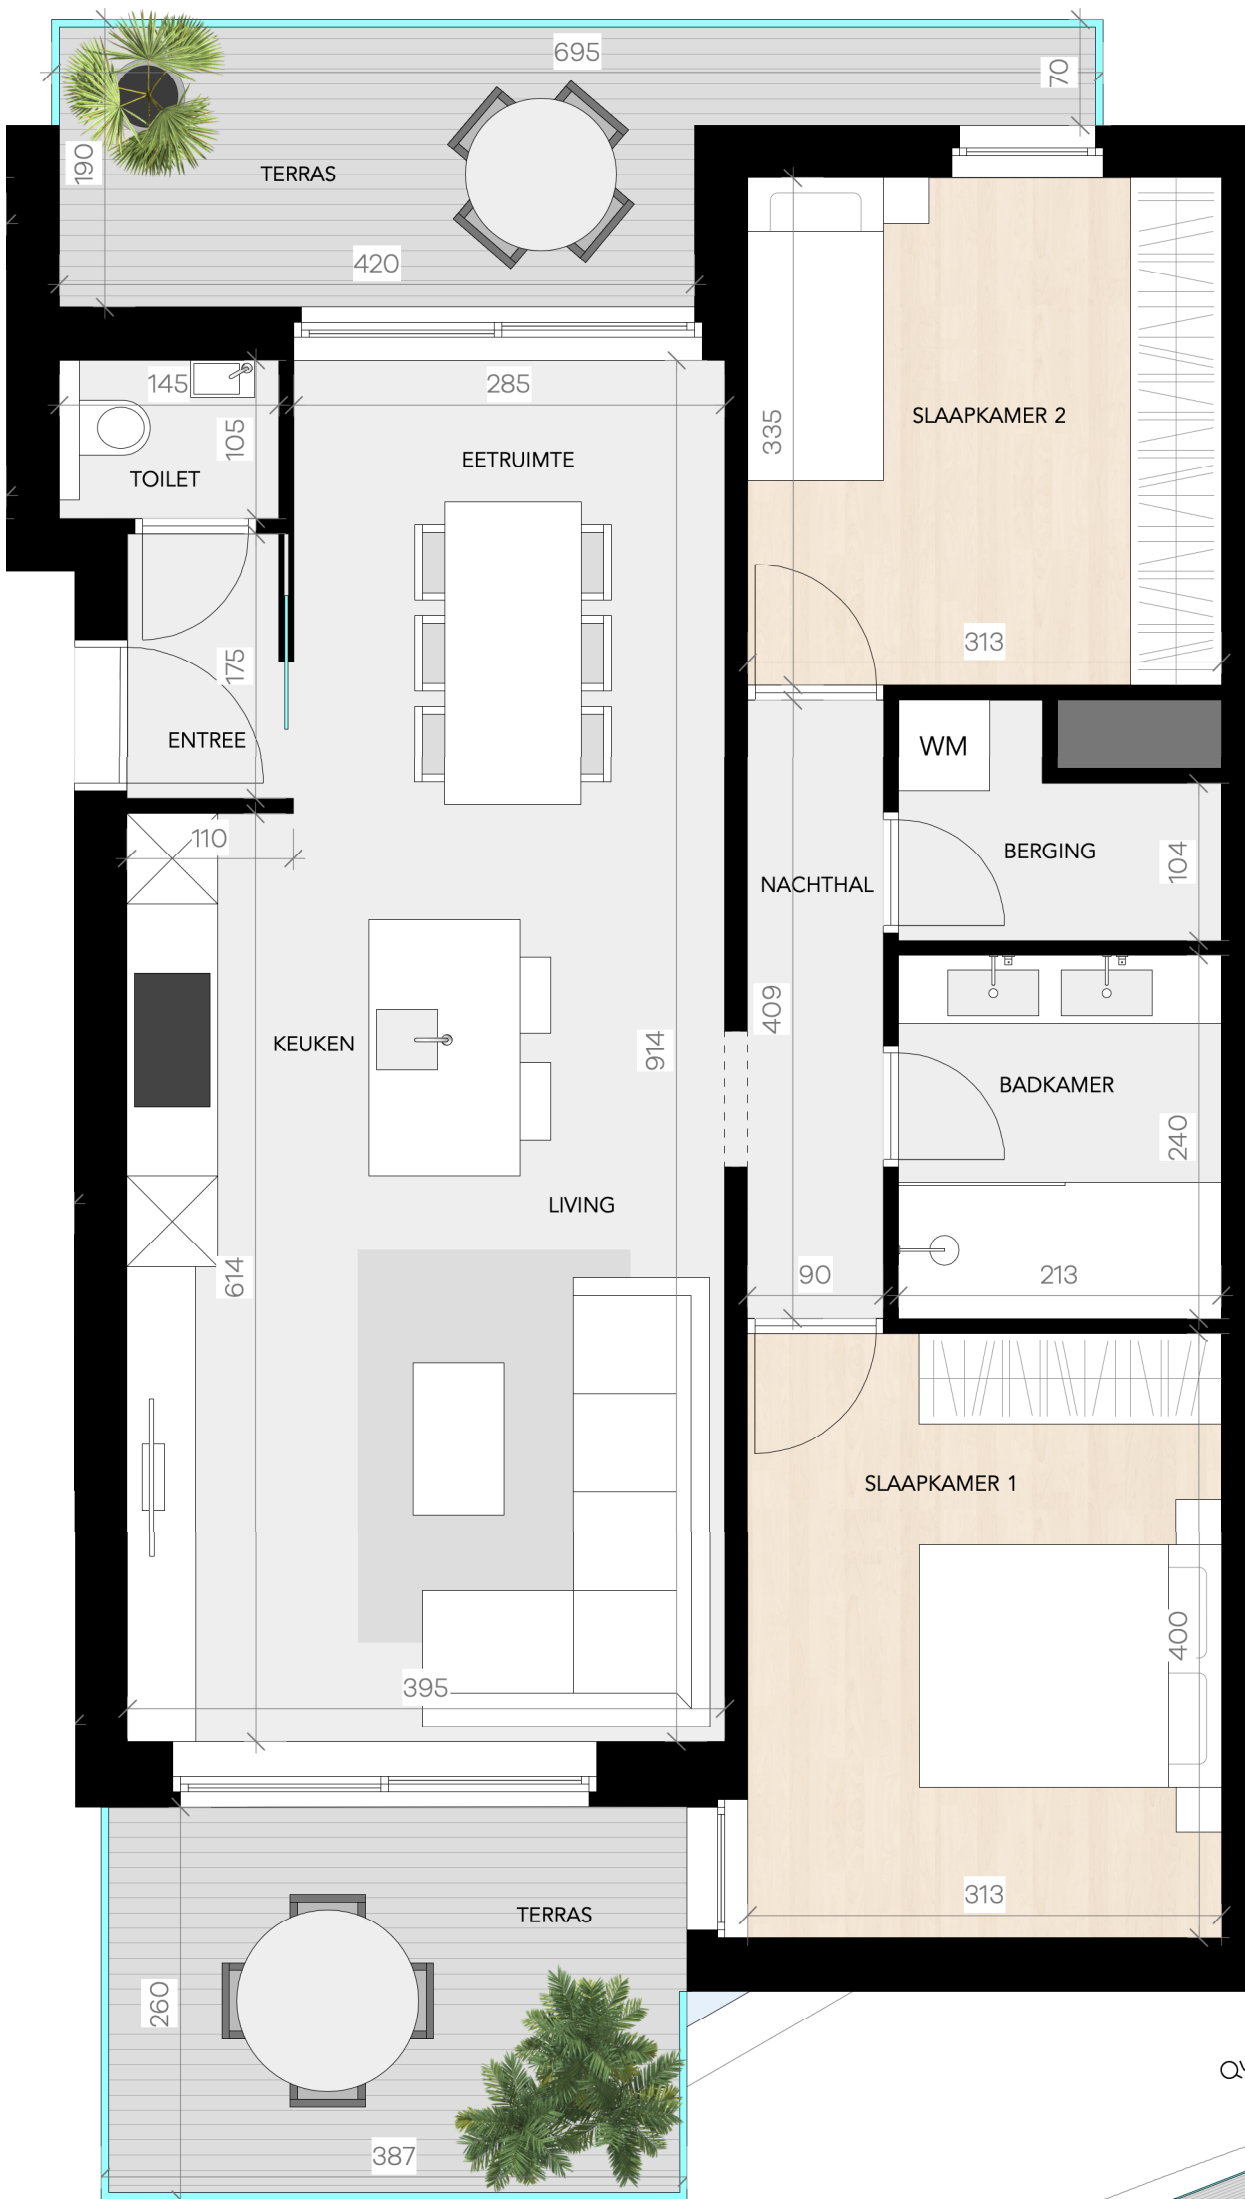 695
70
190
TERRAS
420
145
285
105
335
SLAAPKAMER 2
EETRUIMTE
TOILET
175
313
ENTREE
WM
110
BERGING
104
NACHTHAL
409
KEUKEN
914
BADKAMER
240
LIVING
614
90
213
SLAAPKAMER 1
400
395
313
TERRAS
260
387